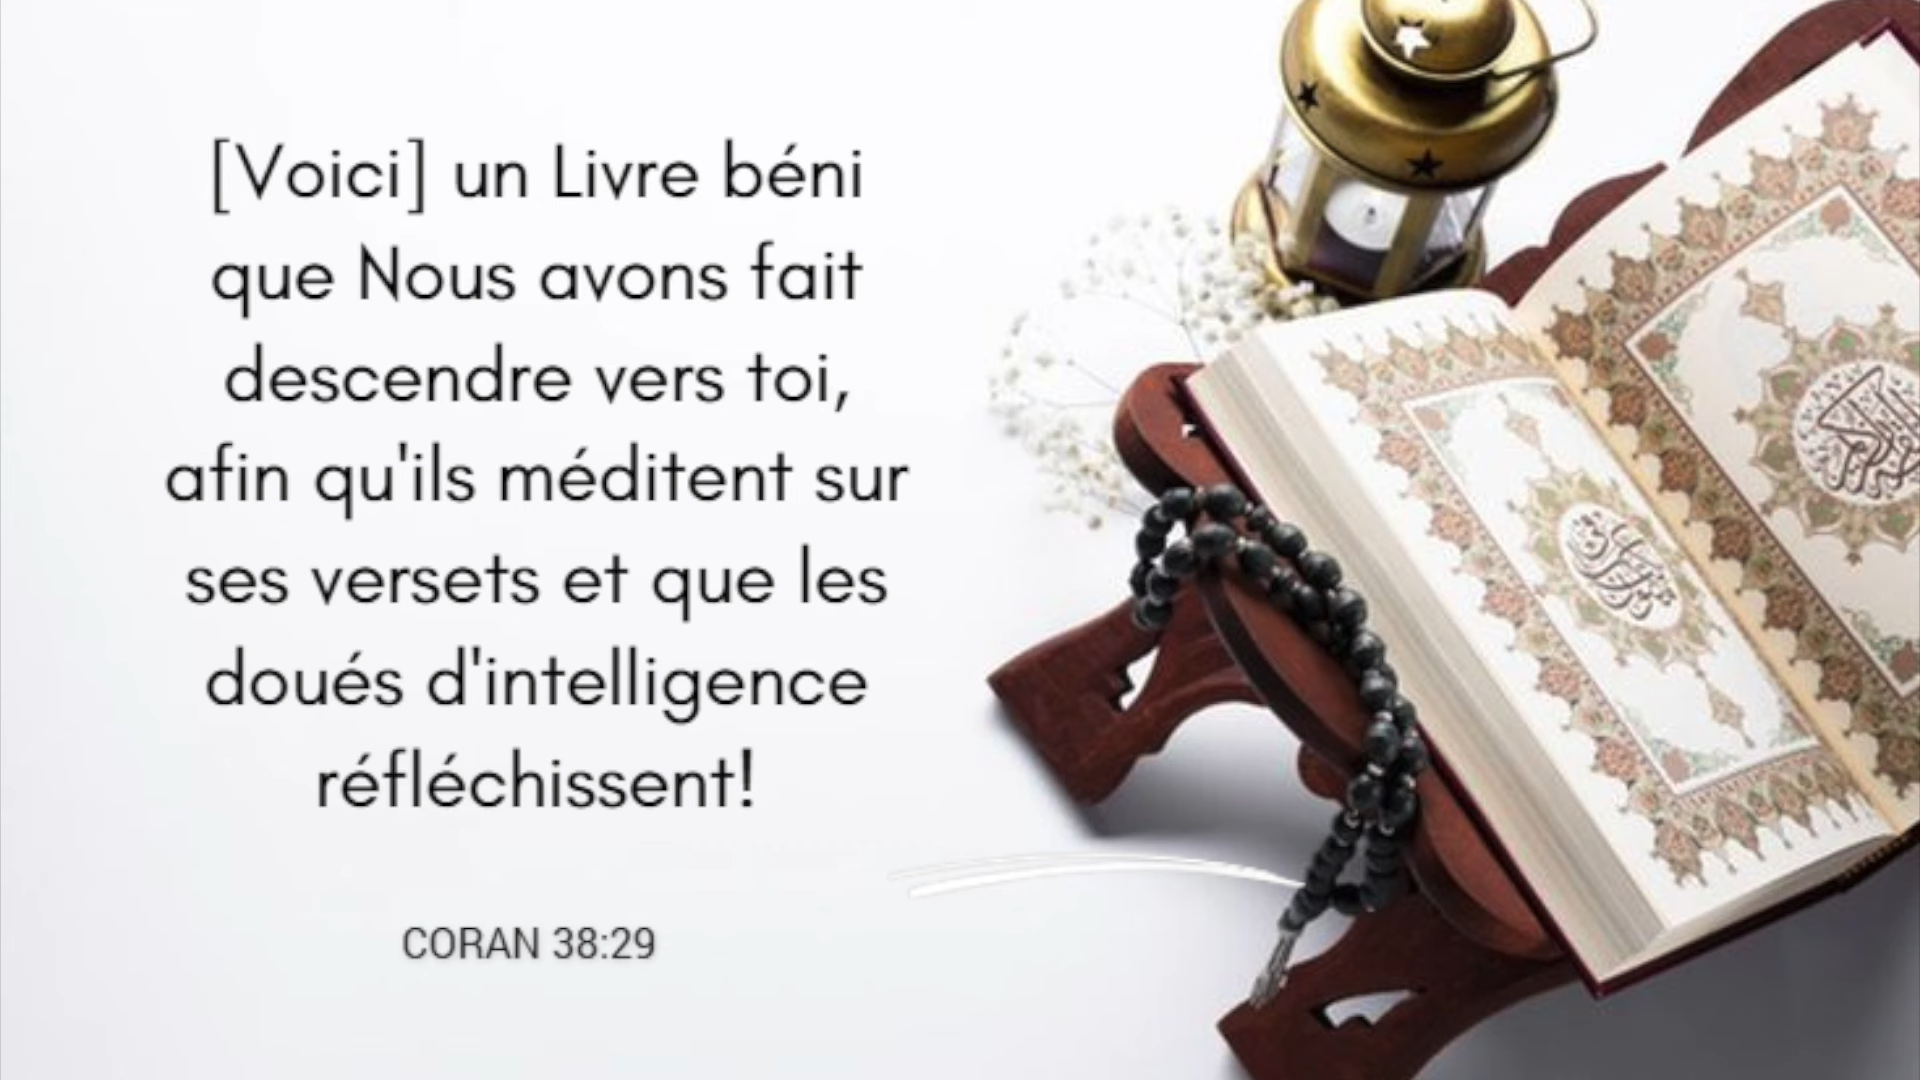 [Voici] un Livre béni
que Nous avons fait
descendre vers toi,
afin qu'ils méditent sur
ses versets et que les
doués d'intelligence
réfléchissent!
CORAN 38:29